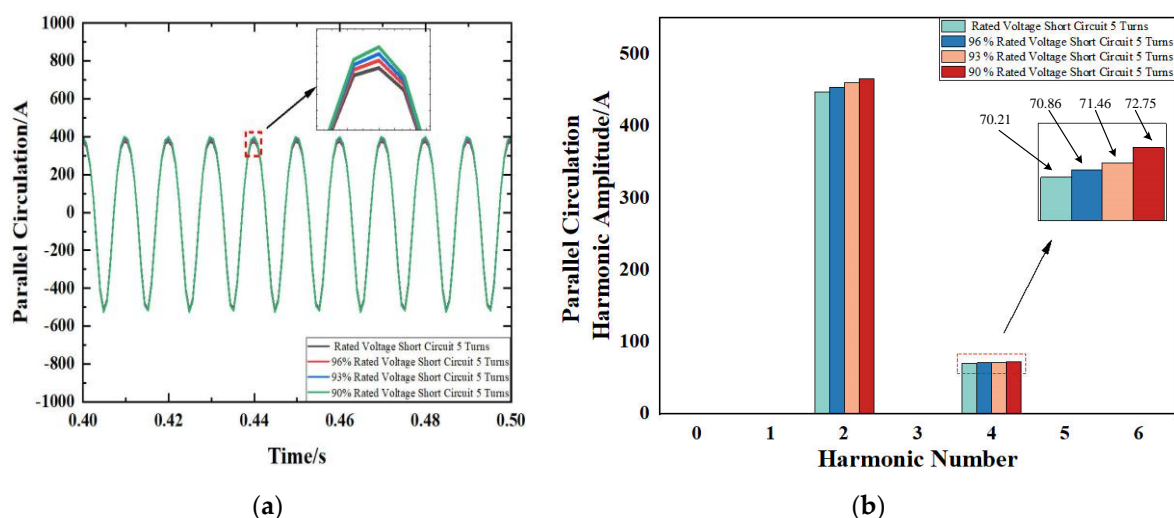 1000
800
600
400
200
0
-200
-400
-600
-800
-1000
Parallel Circulation/A
0.40
0.42
0.44
0.46
0.48
0.50
Time/s
Rated Voltage Short Circuit 5 Turns
96% Rated Voltage Short Circuit 5 Turns
93% Rated Voltage Short Circuit 5 Turns
90% Rated Voltage Short Circuit 5 Turns
(a)
500
400
300
200
100
0
Parallel Circulation
Harmonic Amplitude/A
Rated Voltage Short Circuit 5 Turns
96% Rated Voltage Short Circuit 5 Turns
93% Rated Voltage Short Circuit 5 Turns
90% Rated Voltage Short Circuit 5 Turns
70.21
70.86
71.46
72.75
0
1
2
3
4
5
6
Harmonic Number
(b)